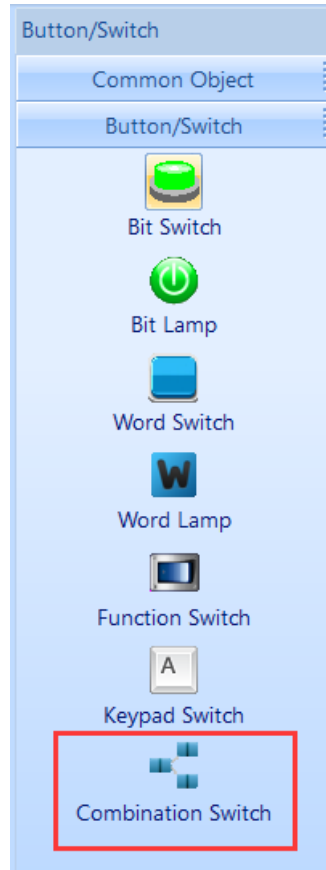 Button/Switch
Common Object
Button/Switch
Bit Switch
Bit Lamp
Word Switch
W
Word Lamp
Function Switch
A
Keypad Switch
Combination Switch